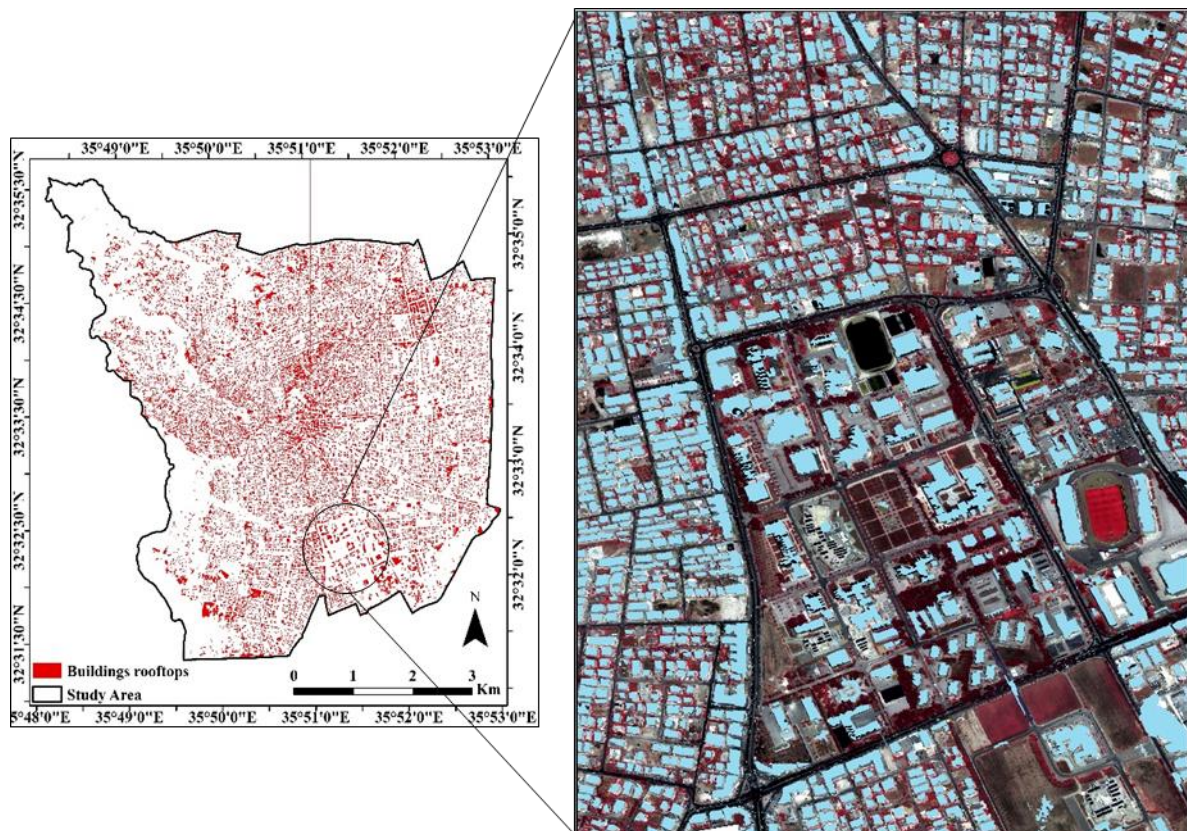 35°49'0"E 35°50'0"E 35°51'0"E 35°52'0"E 35°53'0"E
32°35'30"N
32°34'30"N
32°33'30"N
32°32'30"N
32°31'30"N
32°35'0"N
32°34'0"N
32°33'0"N
32°32'0"N
N
Buildings rooftops
Study Area
0 1 2 3
Km
35°48'0"E 35°49'0"E 35°50'0"E 35°51'0"E 35°52'0"E 35°53'0"E